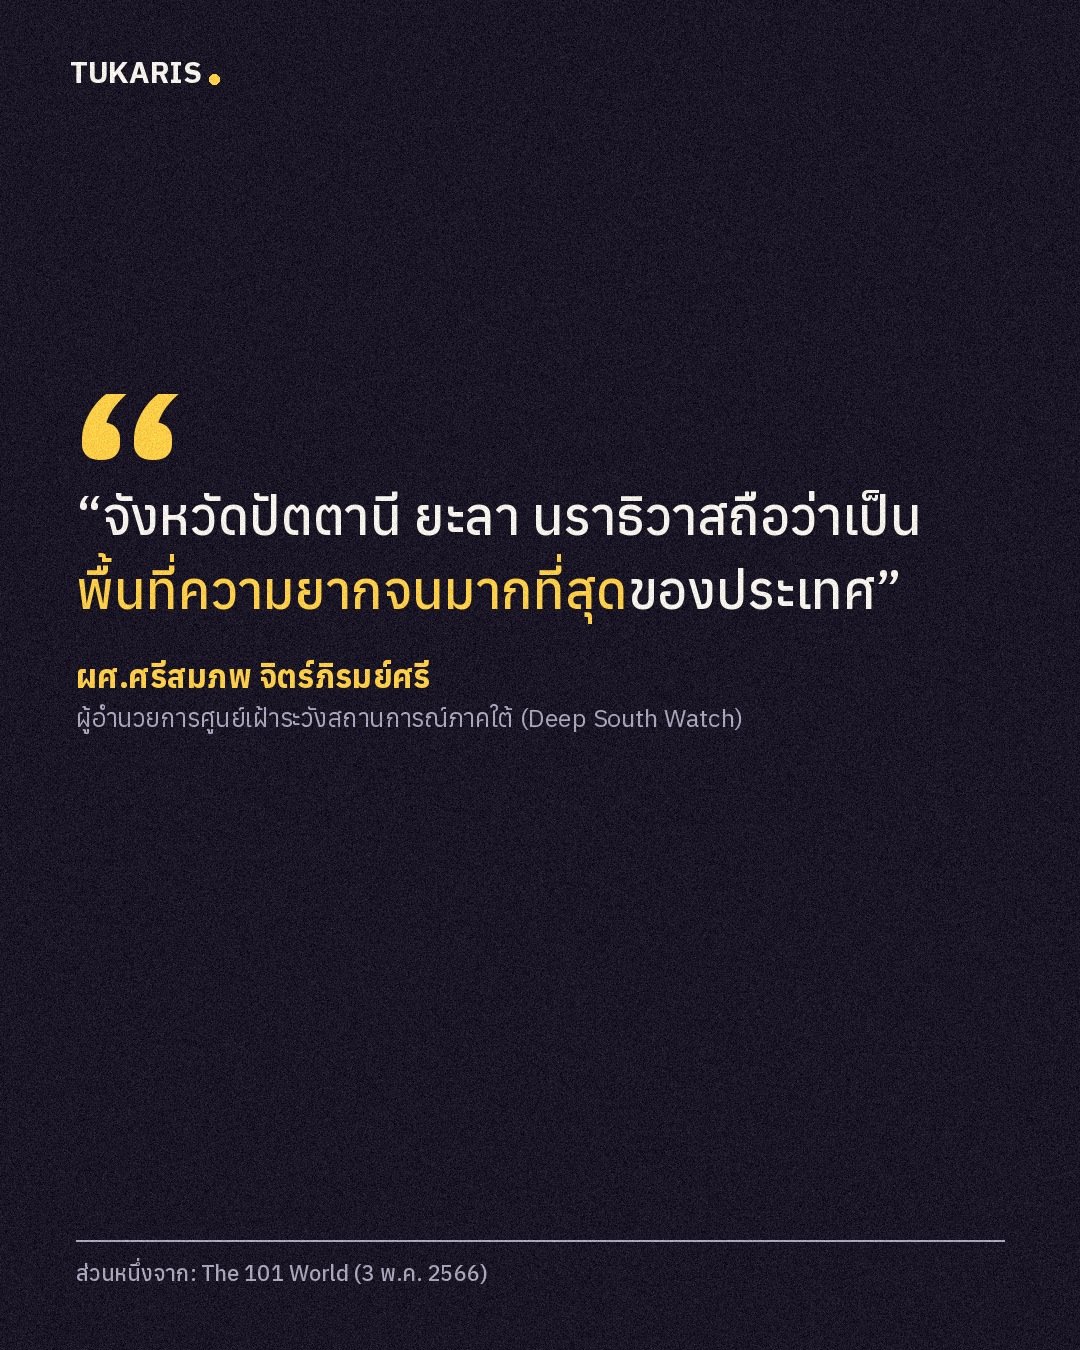 TUKARIS.
“
“จังหวัดปัตตานี ยะลา นราธิวาสถือว่าเป็น
พื้นที่ความยากจนมากที่สุดของประเทศ”
ผศ.ศรีสมภพ จิตร์ภิรมย์ศรี
ผู้อำนวยการศูนย์เฝ้าระวังสถานการณ์ภาคใต้ (Deep South Watch)
ส่วนหนึ่งจาก: The 101 World (3 พ.ค. 2566)